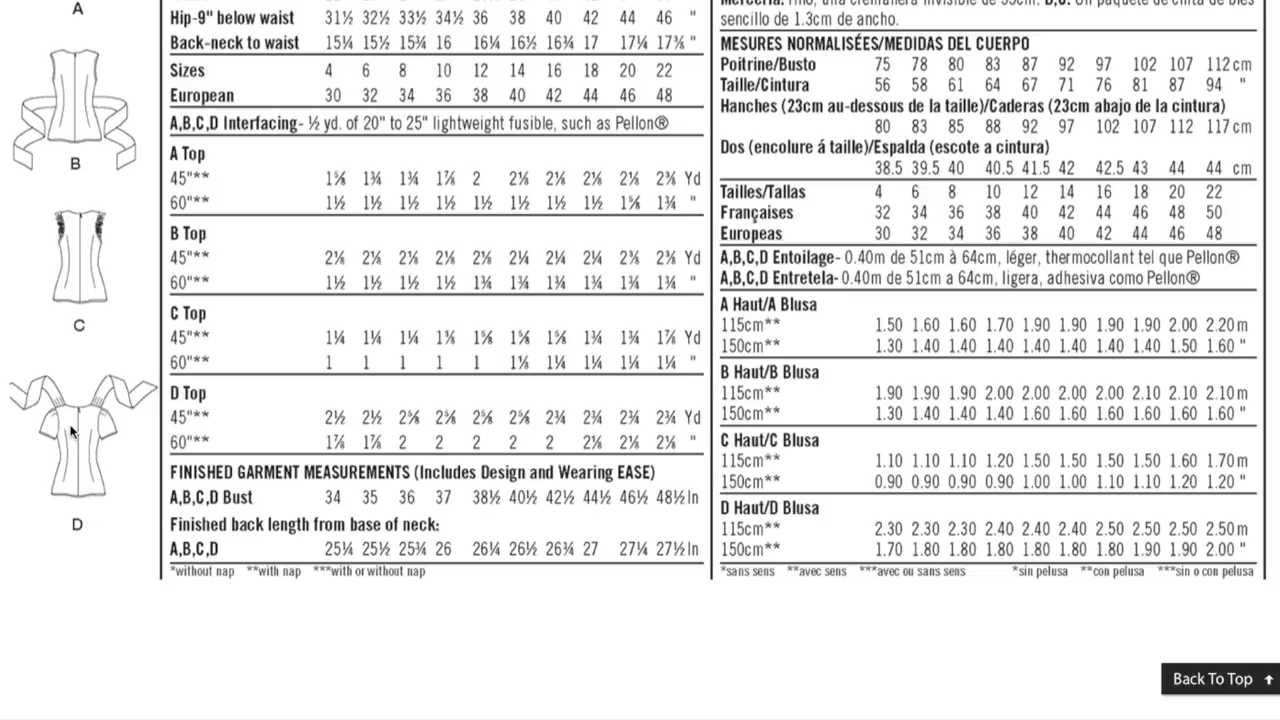 A
B
C
D
Hip-9" below waist 31½ 32½ 33½ 34½ 36 38 40 42 44 46 "
Back-neck to waist 15¼ 15½ 15¾ 16 16¼ 16½ 16¾ 17 17¼ 17⅜ "
Sizes 4 6 8 10 12 14 16 18 20 22
European 30 32 34 36 38 40 42 44 46 48
A,B,C,D Interfacing- ½ yd. of 20" to 25" lightweight fusible, such as Pellon®
A Top
45"** 1⅝ 1¾ 1¾ 1⅞ 2 2⅛ 2⅛ 2⅛ 2⅛ 2⅜ Yd
60"** 1½ 1½ 1½ 1½ 1½ 1½ 1½ 1½ 1⅝ 1¾ "
B Top
45"** 2⅛ 2⅛ 2⅛ 2⅛ 2⅛ 2¼ 2¼ 2¼ 2⅜ 2⅜ Yd
60"** 1½ 1½ 1½ 1½ 1¾ 1¾ 1¾ 1¾ 1¾ 1¾ "
C Top
45"** 1¼ 1¼ 1¼ 1⅜ 1⅝ 1⅝ 1⅝ 1¾ 1¾ 1⅞ Yd
60"** 1 1 1 1 1 1⅛ 1¼ 1¼ 1¼ 1¼ "
D Top
45"** 2½ 2½ 2⅝ 2⅝ 2⅝ 2⅝ 2¾ 2¾ 2¾ 2¾ Yd
60"** 1⅞ 1⅞ 2 2 2 2 2 2⅛ 2⅛ 2⅛ "
FINISHED GARMENT MEASUREMENTS (Includes Design and Wearing EASE)
A,B,C,D Bust 34 35 36 37 38½ 40½ 42½ 44½ 46½ 48½ In
Finished back length from base of neck:
A,B,C,D 25¼ 25½ 25¾ 26 26¼ 26½ 26¾ 27 27¼ 27½ In
*without nap **with nap ***with or without nap
Mercería: Hilo, una cremallera invisible de 55cm. B,C: Un paquete de cinta de bies
sencillo de 1.3cm de ancho.
MESURES NORMALISÉES/MEDIDAS DEL CUERPO
Poitrine/Busto 75 78 80 83 87 92 97 102 107 112 cm
Taille/Cintura 56 58 61 64 67 71 76 81 87 94 "
Hanches (23cm au-dessous de la taille)/Caderas (23cm abajo de la cintura)
80 83 85 88 92 97 102 107 112 117 cm
Dos (encolure á taille)/Espalda (escote a cintura)
38.5 39.5 40 40.5 41.5 42 42.5 43 44 44 cm
Tailles/Tallas 4 6 8 10 12 14 16 18 20 22
Françaises 32 34 36 38 40 42 44 46 48 50
Europeas 30 32 34 36 38 40 42 44 46 48
A,B,C,D Entoilage- 0.40m de 51cm à 64cm, léger, thermocollant tel que Pellon®
A,B,C,D Entretela- 0.40m de 51cm a 64cm, ligera, adhesiva como Pellon®
A Haut/A Blusa
115cm** 1.50 1.60 1.60 1.70 1.90 1.90 1.90 1.90 2.00 2.20 m
150cm** 1.30 1.40 1.40 1.40 1.40 1.40 1.40 1.40 1.50 1.60 "
B Haut/B Blusa
115cm** 1.90 1.90 1.90 2.00 2.00 2.00 2.00 2.10 2.10 2.10 m
150cm** 1.30 1.40 1.40 1.40 1.60 1.60 1.60 1.60 1.60 1.60 "
C Haut/C Blusa
115cm** 1.10 1.10 1.10 1.20 1.50 1.50 1.50 1.50 1.60 1.70 m
150cm** 0.90 0.90 0.90 0.90 1.00 1.00 1.10 1.10 1.20 1.20 "
D Haut/D Blusa
115cm** 2.30 2.30 2.30 2.40 2.40 2.40 2.50 2.50 2.50 2.50 m
150cm** 1.70 1.80 1.80 1.80 1.80 1.80 1.80 1.90 1.90 2.00 "
*sans sens **avec sens ***avec ou sans sens *sin pelusa **con pelusa ***sin o con pelusa
Back To Top